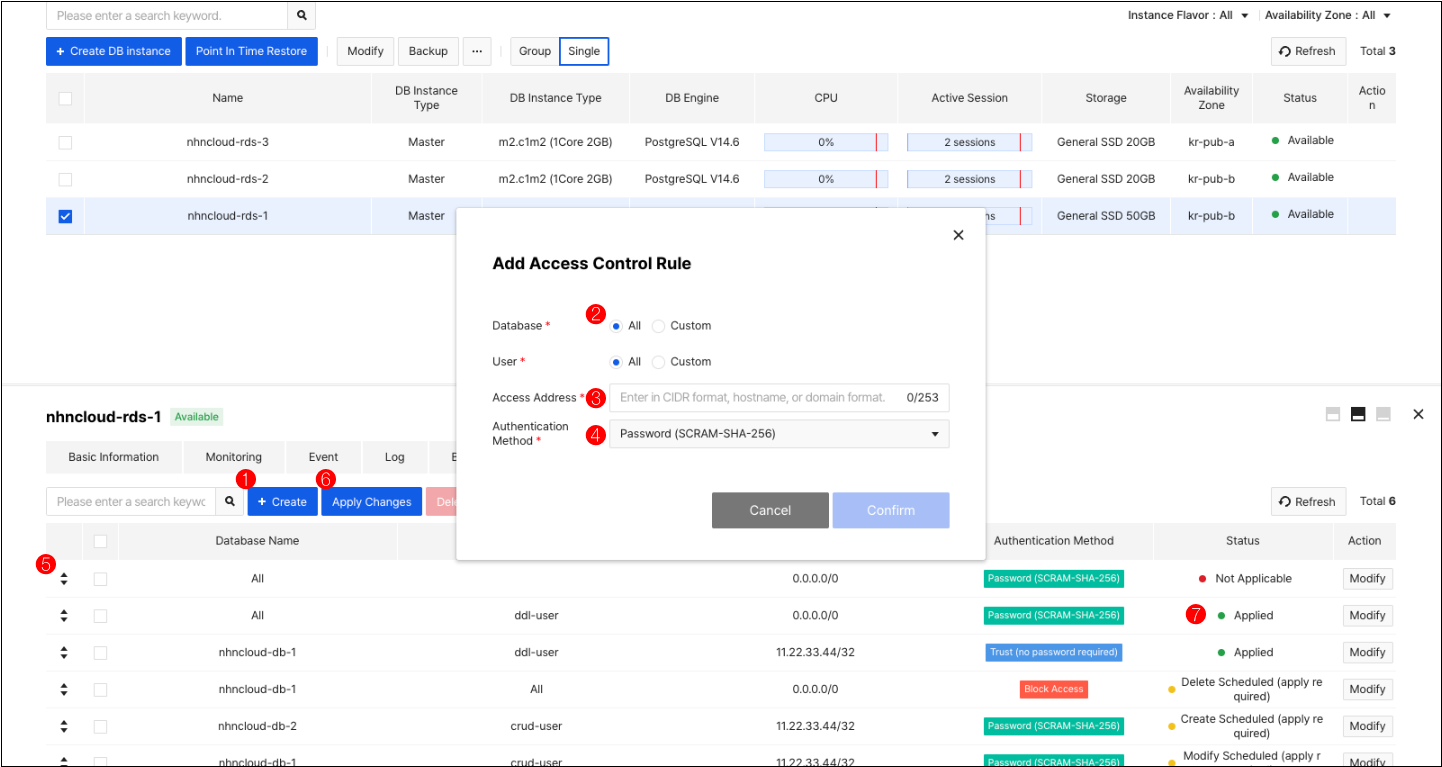 Please enter a search keyword.
Instance Flavor : All
Availability Zone : All
+ Create DB instance
Point In Time Restore
Modify
Backup
...
Group
Single
Refresh
Total 3
Name
DB Instance
Type
DB Instance Type
DB Engine
CPU
Active Session
Storage
Availability
Zone
Status
Actio
n
nhncloud-rds-3 Master m2.c1m2 (1Core 2GB) PostgreSQL V14.6 0% 2 sessions General SSD 20GB kr-pub-a Available
nhncloud-rds-2 Master m2.c1m2 (1Core 2GB) PostgreSQL V14.6 0% 2 sessions General SSD 20GB kr-pub-b Available
nhncloud-rds-1 Master ns General SSD 50GB kr-pub-b Available
Add Access Control Rule
2
Database * All Custom
User * All Custom
Access Address * 3 Enter in CIDR format, hostname, or domain format. 0/253
Authentication
Method * 4 Password (SCRAM-SHA-256)
Cancel
Confirm
nhncloud-rds-1 Available
Basic Information
Monitoring
Event
Log
1
6
Please enter a search keywo
+ Create
Apply Changes
Dele
Refresh
Total 6
Database Name
Authentication Method
Status
Action
5
All 0.0.0.0/0 Password (SCRAM-SHA-256) Not Applicable Modify
All ddl-user 0.0.0.0/0 Password (SCRAM-SHA-256) 7 Applied Modify
nhncloud-db-1 ddl-user 11.22.33.44/32 Trust (no password required) Applied Modify
nhncloud-db-1 All 0.0.0.0/0 Block Access Delete Scheduled (apply re
quired) Modify
nhncloud-db-2 crud-user 11.22.33.44/32 Password (SCRAM-SHA-256) Create Scheduled (apply re
quired) Modify
nhncloud-db-1 crud-user 11.22.33.44/32 Password (SCRAM-SHA-256) Modify Scheduled (apply r Modify